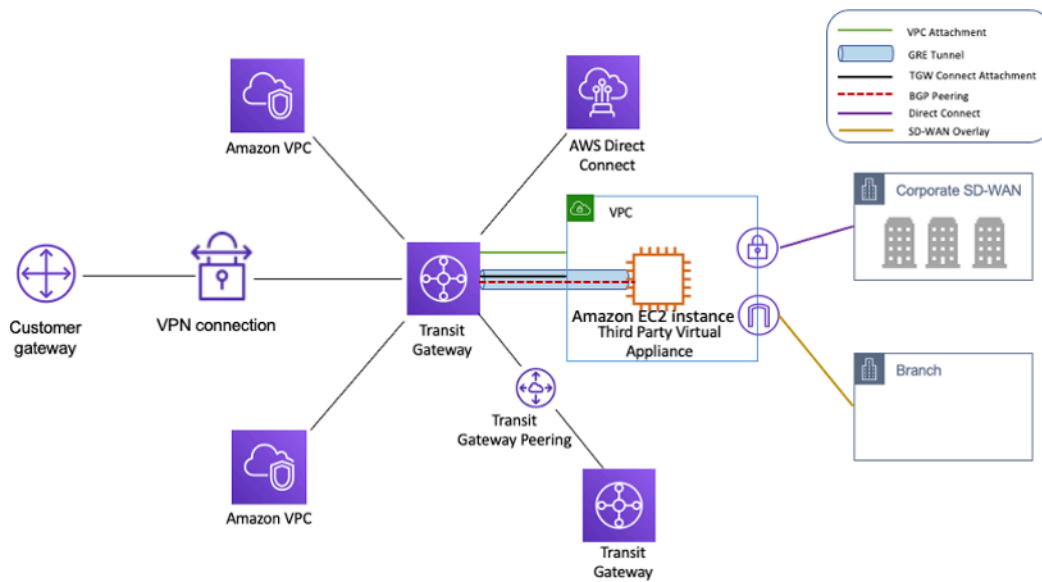 VPC Attachment
GRE Tunnel
TGW Connect Attachment
BGP Peering
Direct Connect
SD-WAN Overlay
Amazon VPC
AWS Direct
Connect
Corporate SD-WAN
VPC
Customer
gateway
VPN connection
Transit
Gateway
Amazon EC2 instance
Third Party Virtual
Appliance
Branch
Transit
Gateway Peering
Amazon VPC
Transit
Gateway